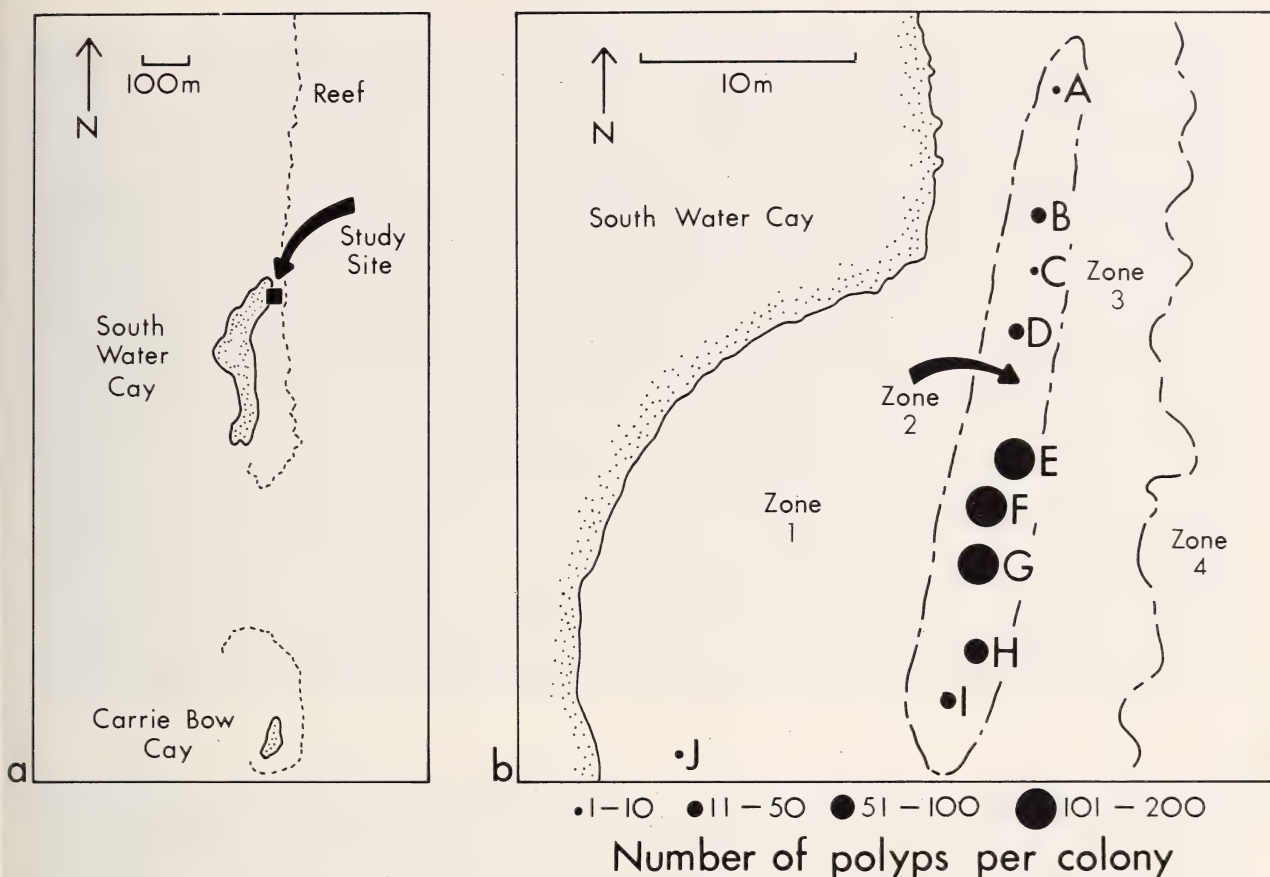 100m
N
Reef
Study
Site
South
Water
Cay
Carrie Bow
Cay
a
10m
N
South Water Cay
A
B
C
Zone
3
D
Zone
2
E
F
Zone
1
G
Zone
4
H
I
J
b
1-10 11-50 51-100 101-200
Number of polyps per colony